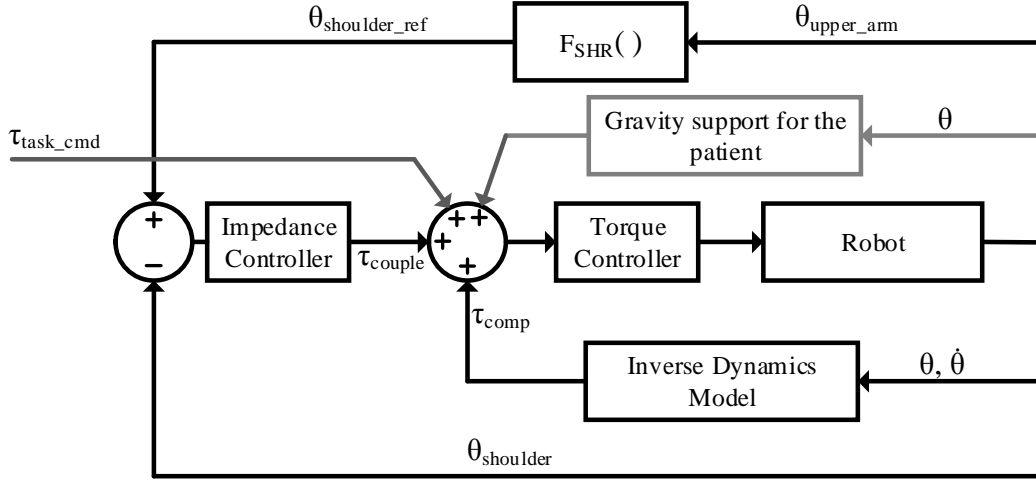 θshoulder_ref
FSHR( )
θupper_arm
τtask_cmd
Gravity support for the
patient
θ
+
−
Impedance
Controller
τcouple
+
+
+
+
Torque
Controller
Robot
τcomp
Inverse Dynamics
Model
θ, θ̇
θshoulder